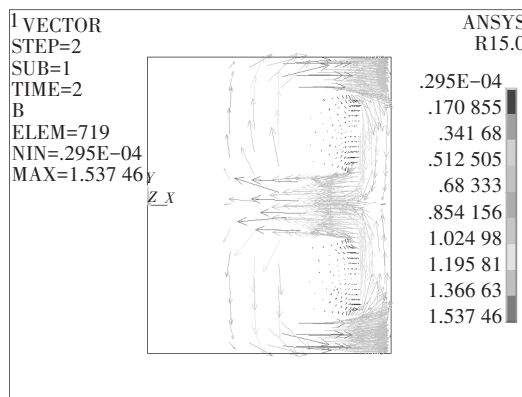 1 VECTOR
STEP=2
SUB=1
TIME=2
B
ELEM=719
NIN=.295E-04
MAX=1.537 46
Y
Z X
ANSYS
R15.0
.295E-04
.170 855
.341 68
.512 505
.68 333
.854 156
1.024 98
1.195 81
1.366 63
1.537 46